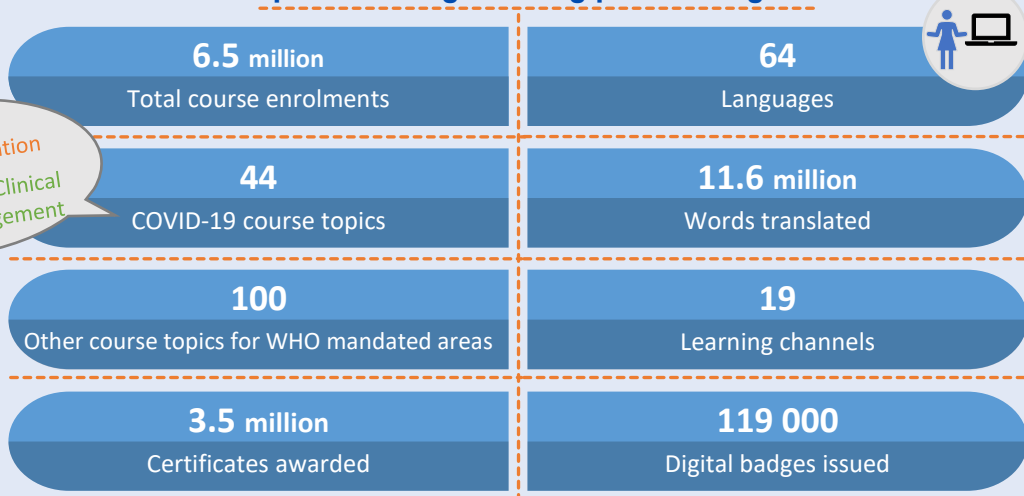 6.5 million
Total course enrolments
64
Languages
44
COVID-19 course topics
11.6 million
Words translated
Clinical
100
Other course topics for WHO mandated areas
19
Learning channels
3.5 million
Certificates awarded
119 000
Digital badges issued